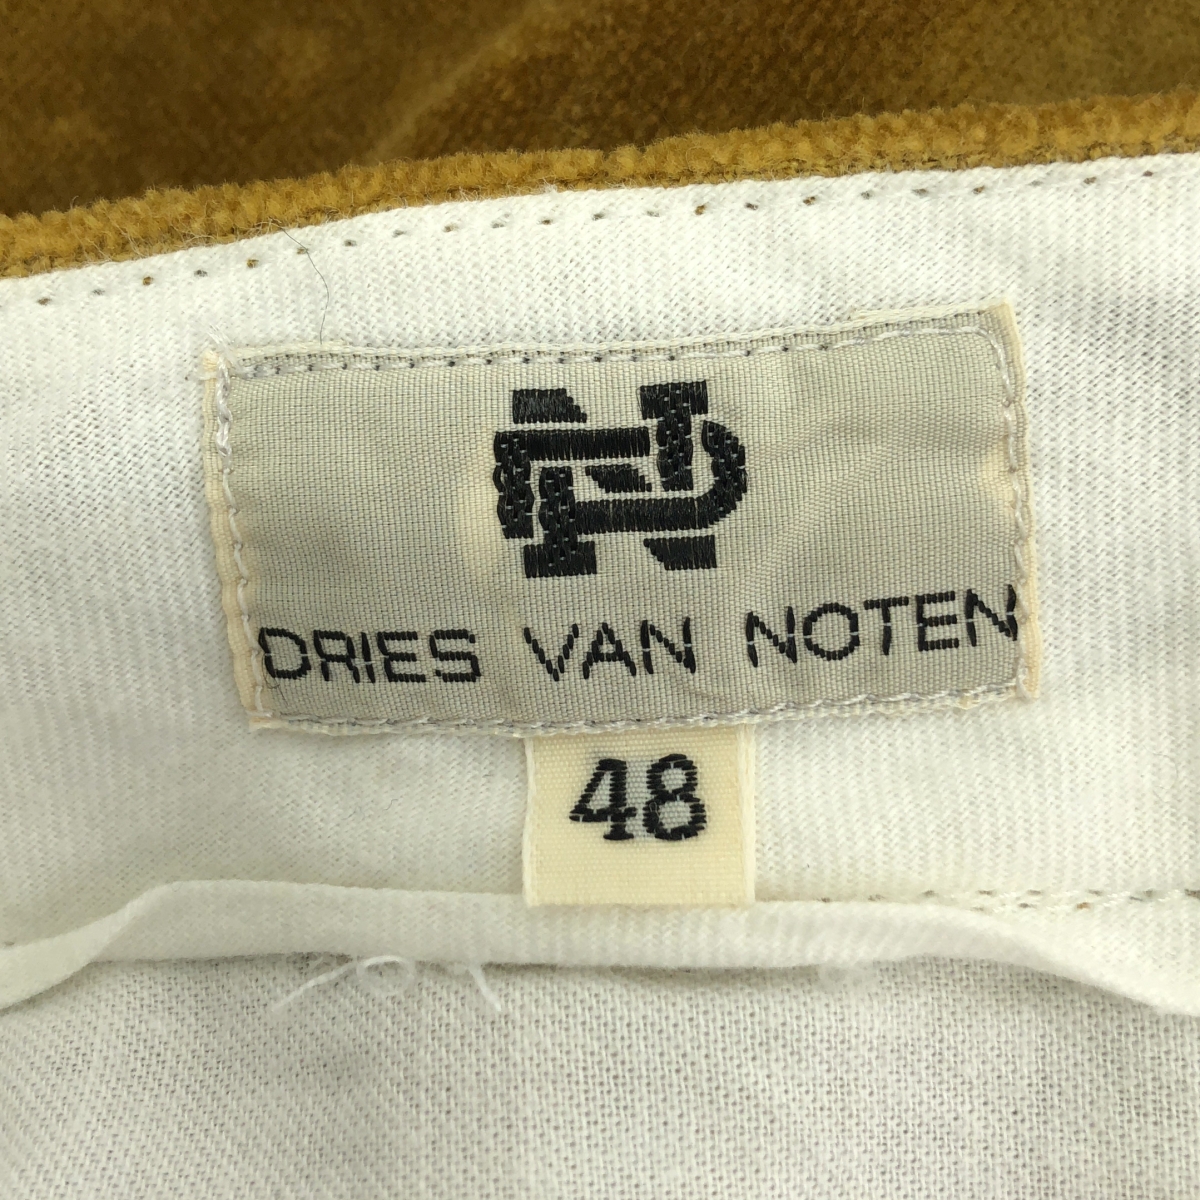 DRIES VAN NOTEN
48